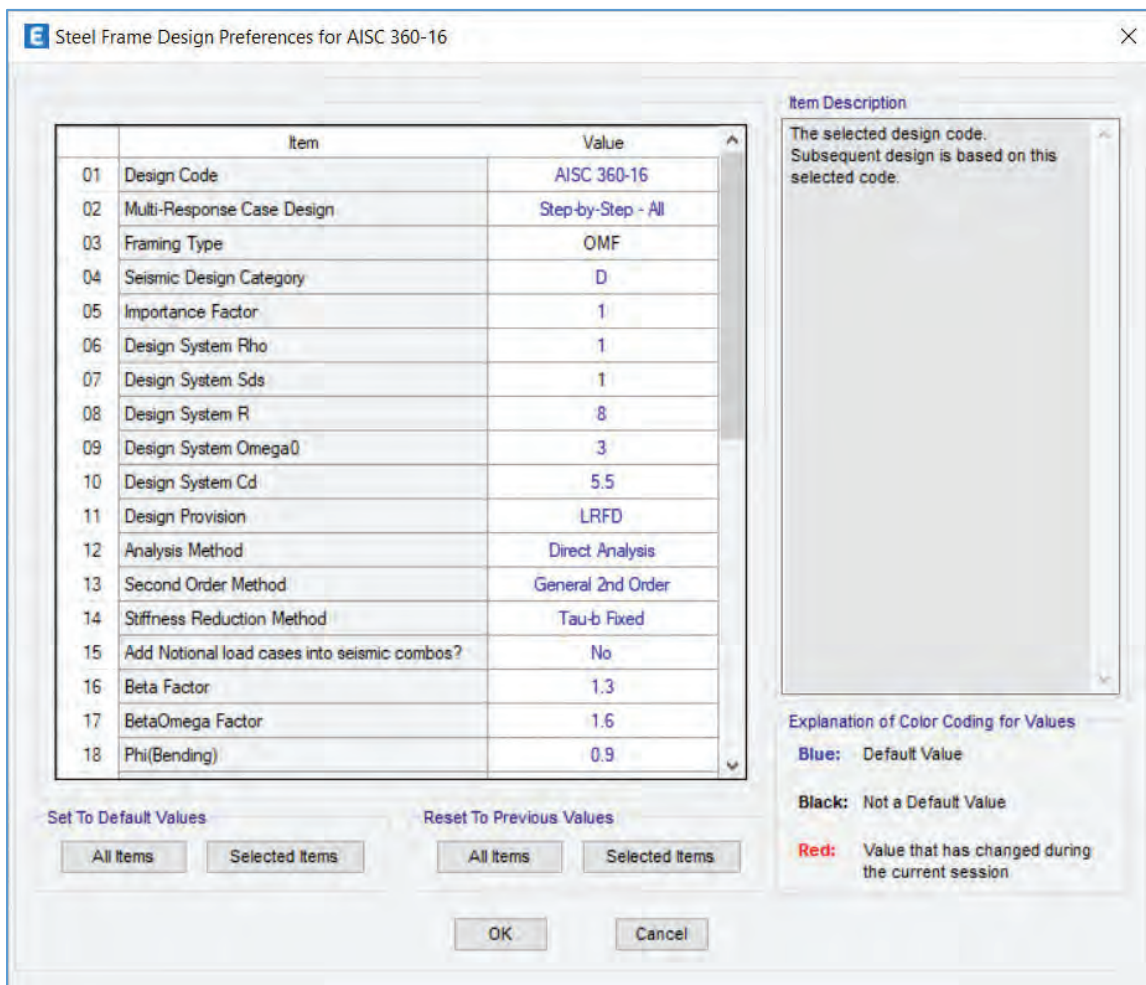 E Steel Frame Design Preferences for AISC 360-16
Item Value
01 Design Code AISC 360-16
02 Multi-Response Case Design Step-by-Step - All
03 Framing Type OMF
04 Seismic Design Category D
05 Importance Factor 1
06 Design System Rho 1
07 Design System Sds 1
08 Design System R 8
09 Design System Omega0 3
10 Design System Cd 5.5
11 Design Provision LRFD
12 Analysis Method Direct Analysis
13 Second Order Method General 2nd Order
14 Stiffness Reduction Method Tau-b Fixed
15 Add Notional load cases into seismic combos? No
16 Beta Factor 1.3
17 BetaOmega Factor 1.6
18 Phi(Bending) 0.9
Item Description
The selected design code.
Subsequent design is based on this
selected code.
Explanation of Color Coding for Values
Blue: Default Value
Black: Not a Default Value
Red: Value that has changed during
the current session
Set To Default Values
All Items Selected Items
Reset To Previous Values
All Items Selected Items
OK Cancel